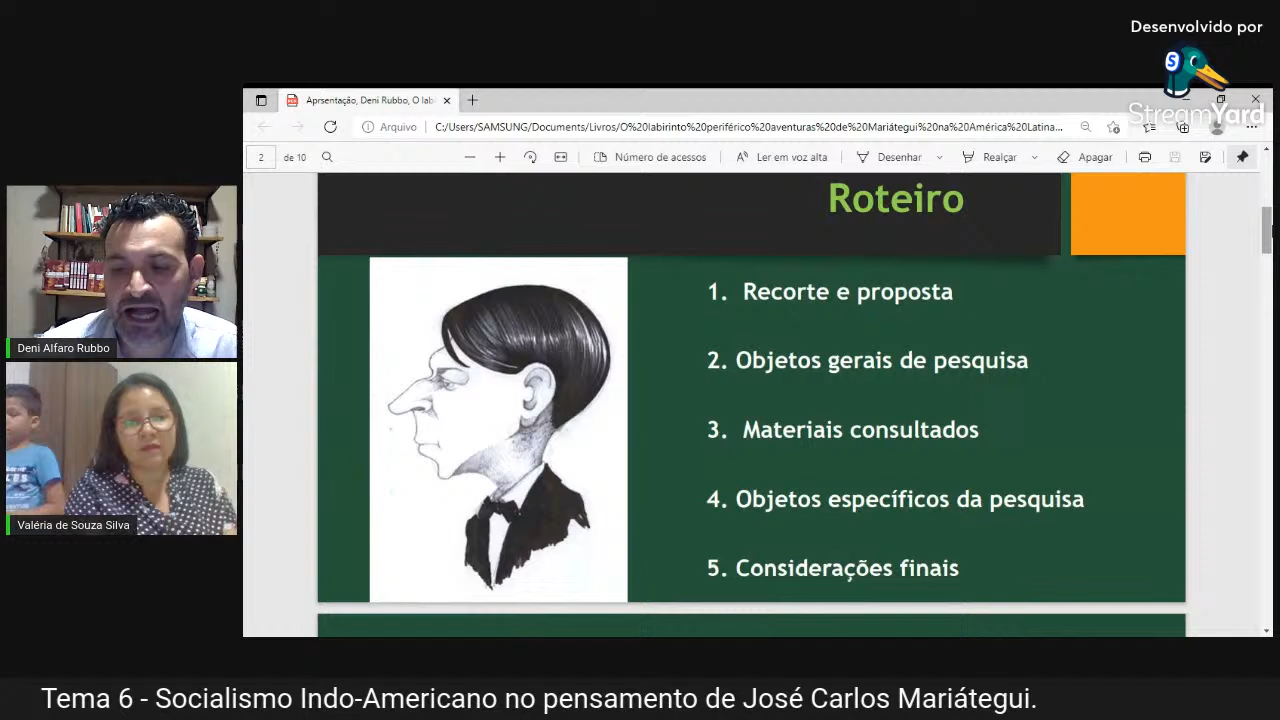 Desenvolvido por
StreamYard
Aprsentação, Deni Rubbo, O lab
Arquivo
C:/Users/SAMSUNG/Documents/Livros/O%20labirinto%20periférico%20aventuras%20de%20Mariátegui%20na%20América%20Latina...
2 de 10
Número de acessos
Ler em voz alta
Desenhar
Realçar
Apagar
Roteiro
1. Recorte e proposta
2. Objetos gerais de pesquisa
3. Materiais consultados
4. Objetos específicos da pesquisa
5. Considerações finais
Deni Alfaro Rubbo
Valéria de Souza Silva
Tema 6 - Socialismo Indo-Americano no pensamento de José Carlos Mariátegui.